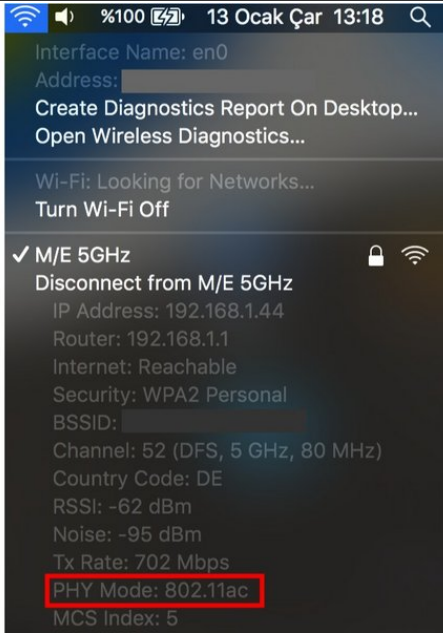 %100 13 Ocak Çar 13:18
Interface Name: en0
Address:
Create Diagnostics Report On Desktop...
Open Wireless Diagnostics...
Wi-Fi: Looking for Networks...
Turn Wi-Fi Off
✓ M/E 5GHz
Disconnect from M/E 5GHz
IP Address: 192.168.1.44
Router: 192.168.1.1
Internet: Reachable
Security: WPA2 Personal
BSSID:
Channel: 52 (DFS, 5 GHz, 80 MHz)
Country Code: DE
RSSI: -62 dBm
Noise: -95 dBm
Tx Rate: 702 Mbps
PHY Mode: 802.11ac
MCS Index: 5